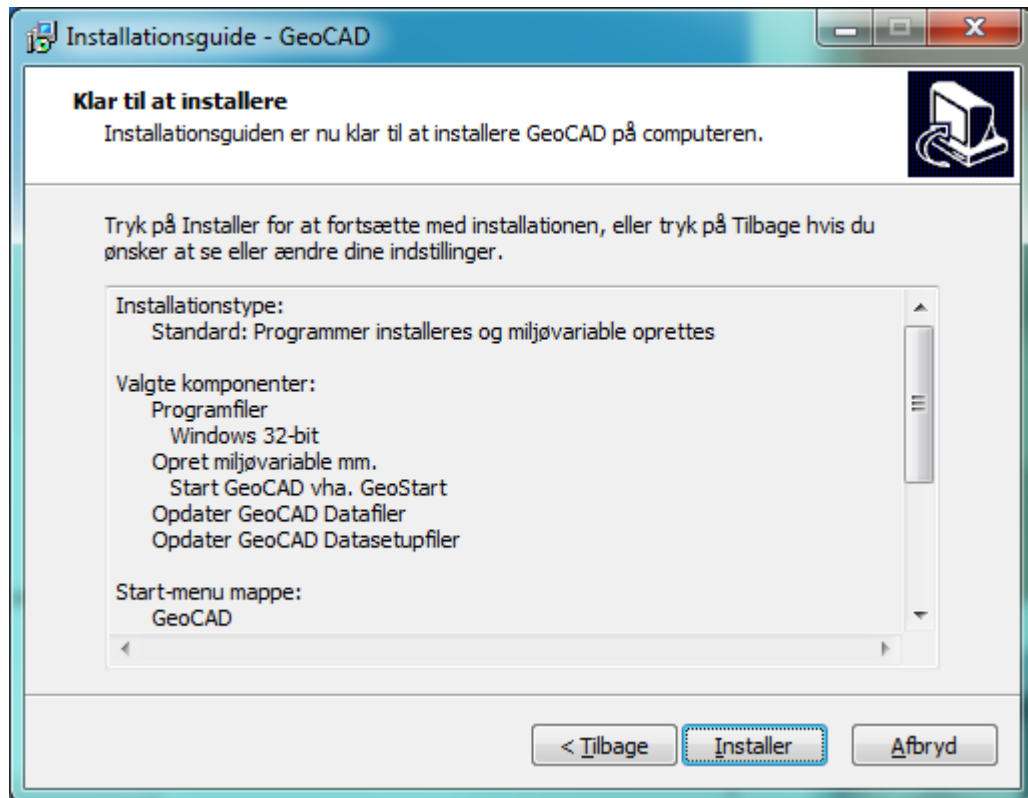 Installationsguide - GeoCAD
Klar til at installere
Installationsguiden er nu klar til at installere GeoCAD på computeren.
Tryk på Installer for at fortsætte med installationen, eller tryk på Tilbage hvis du
ønsker at se eller ændre dine indstillinger.
Installationstype:
Standard: Programmer installeres og miljøvariable oprettes
Valgte komponenter:
Programfiler
Windows 32-bit
Opret miljøvariable mm.
Start GeoCAD vha. GeoStart
Opdater GeoCAD Datafiler
Opdater GeoCAD Datasetupfiler
Start-menu mappe:
GeoCAD
< Tilbage Installer Afbryd